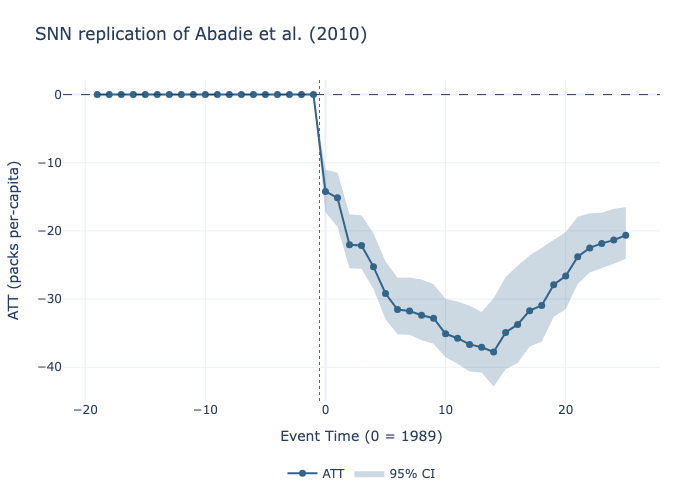 SNN replication of Abadie et al. (2010)
ATT (packs per-capita)
0
−10
−20
−30
−40
−20
−10
0
10
20
Event Time (0 = 1989)
ATT
95% CI